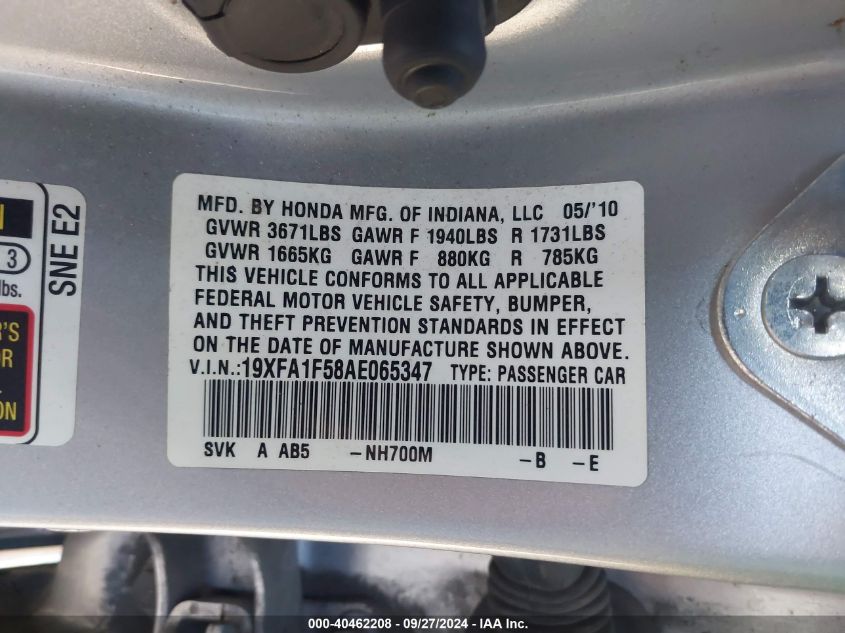 MFD. BY HONDA MFG. OF INDIANA, LLC 05/'10
GVWR 3671LBS GAWR F 1940LBS R 1731LBS
GVWR 1665KG GAWR F 880KG R 785KG
THIS VEHICLE CONFORMS TO ALL APPLICABLE
FEDERAL MOTOR VEHICLE SAFETY, BUMPER,
AND THEFT PREVENTION STANDARDS IN EFFECT
ON THE DATE OF MANUFACTURE SHOWN ABOVE.
V.I.N.:19XFA1F58AE065347 TYPE: PASSENGER CAR
SVK A AB5 -NH700M -B -E
SNE E2
3
lbs.
000-40462208 - 09/27/2024 - IAA Inc.